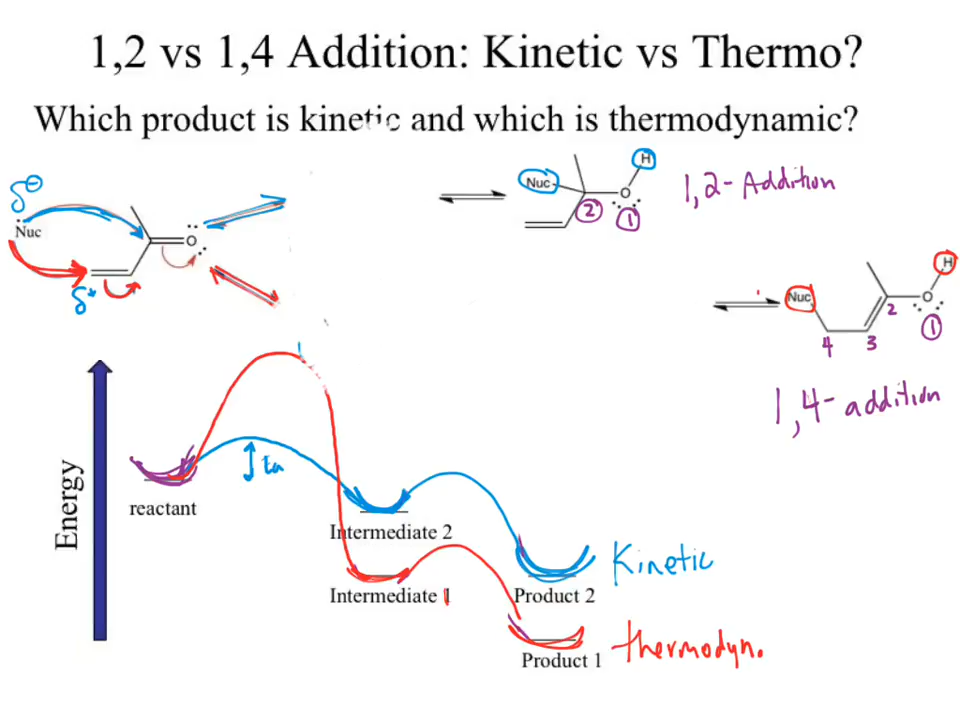 1,2 vs 1,4 Addition: Kinetic vs Thermo?
Which product is kinetic and which is thermodynamic?
δ⊖
Nuc
O
δ+
Nuc
H
O
2
1
1,2-Addition
Nuc
H
O
2
1
3
4
1,4-addition
Energy
reactant
Ea
Intermediate 2
Intermediate 1
Product 2
Kinetic
Product 1
thermodyn.